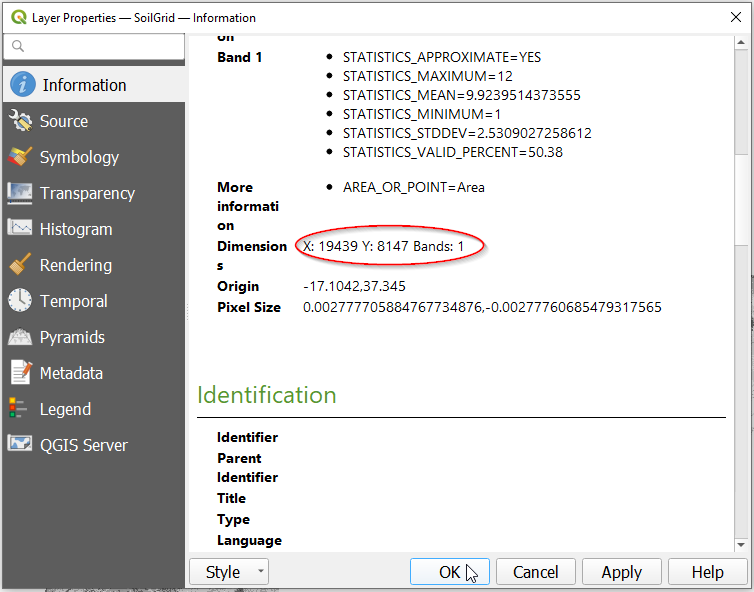 Layer Properties — SoilGrid — Information
Information
Source
Symbology
Transparency
Histogram
Rendering
Temporal
Pyramids
Metadata
Legend
QGIS Server
on
Band 1
STATISTICS_APPROXIMATE=YES
STATISTICS_MAXIMUM=12
STATISTICS_MEAN=9.9239514373555
STATISTICS_MINIMUM=1
STATISTICS_STDDEV=2.5309027258612
STATISTICS_VALID_PERCENT=50.38
More
informati
on
AREA_OR_POINT=Area
Dimension
s
X: 19439 Y: 8147 Bands: 1
Origin
-17.1042,37.345
Pixel Size
0.002777705884767734876,-0.00277760685479317565
Identification
Identifier
Parent
Identifier
Title
Type
Language
Style
OK
Cancel
Apply
Help